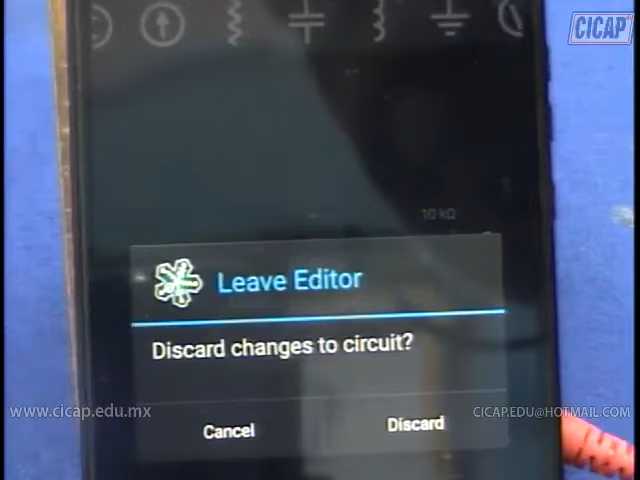 CICAP
10 kΩ
Leave Editor
Discard changes to circuit?
www.cicap.edu.mx
CICAP.EDU@HOTMAIL.COM
Cancel
Discard